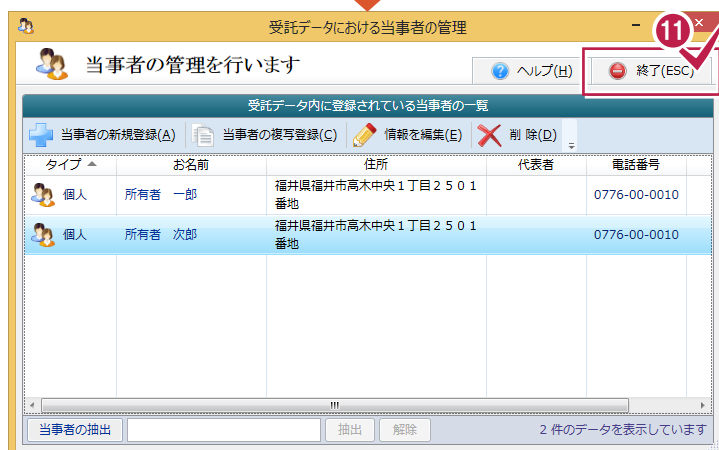 受託データにおける当事者の管理
11
当事者の管理を行います
ヘルプ(H)
終了(ESC)
受託データ内に登録されている当事者の一覧
当事者の新規登録(A) 当事者の複写登録(C) 情報を編集(E) 削 除(D)
タイプ お名前 住所 代表者 電話番号
個人 所有者 一郎 福井県福井市高木中央1丁目2501 0776-00-0010
番地
個人 所有者 次郎 福井県福井市高木中央1丁目2501 0776-00-0010
番地
当事者の抽出 抽出 解除 2 件のデータを表示しています